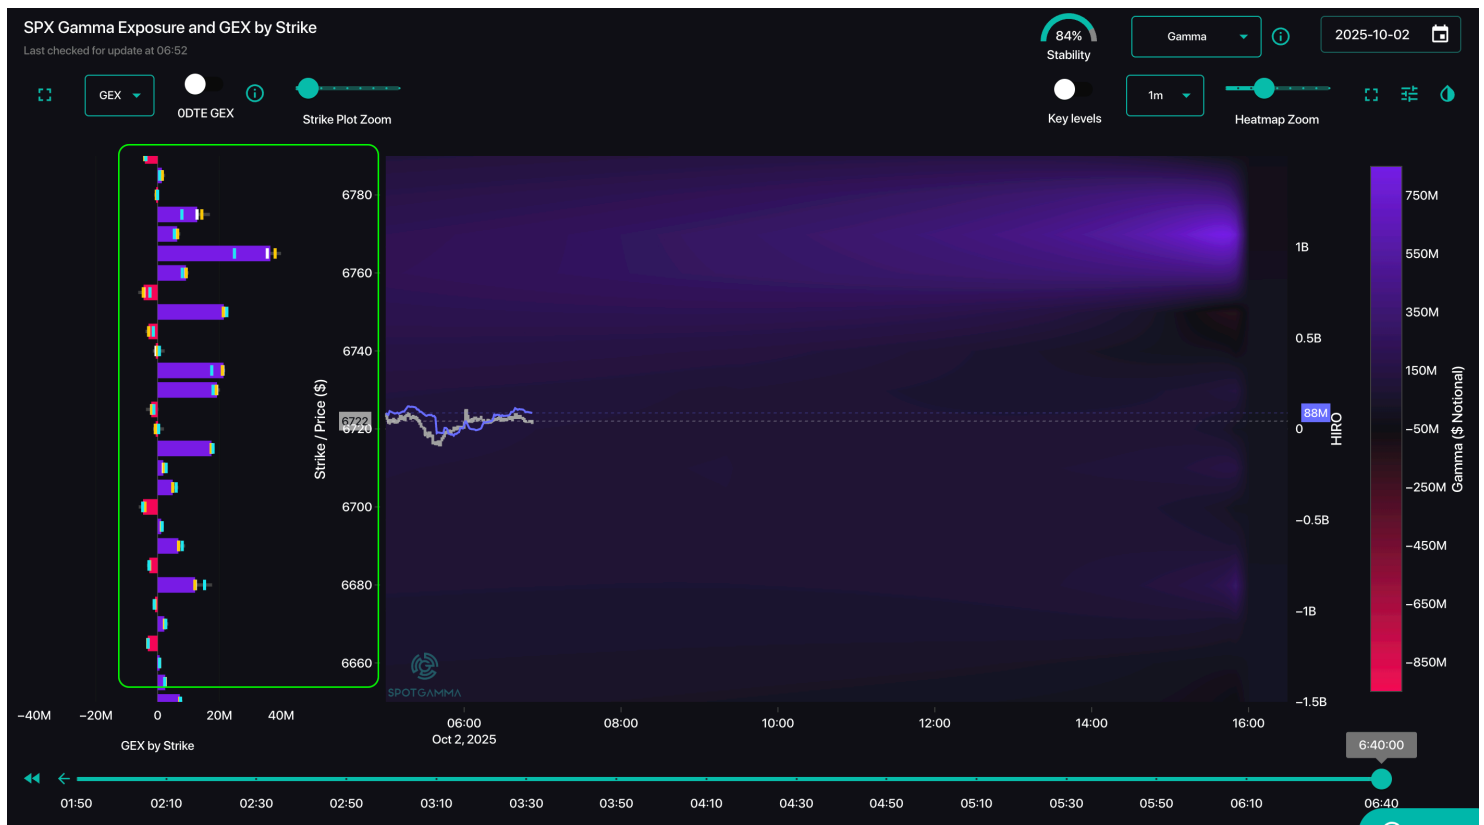 SPX Gamma Exposure and GEX by Strike
Last checked for update at 06:52
84%
Stability
Gamma
2025-10-02
GEX
0DTE GEX
Strike Plot Zoom
Key levels
1m
Heatmap Zoom
6780
6760
6740
6722
6720
6700
6680
6660
Strike / Price ($)
−40M
−20M
0
20M
40M
GEX by Strike
SPOTGAMMA
06:00
08:00
10:00
12:00
14:00
16:00
Oct 2, 2025
1B
0.5B
88M
0
−0.5B
−1B
−1.5B
HIRO
750M
550M
350M
150M
−50M
−250M
−450M
−650M
−850M
Gamma ($ Notional)
6:40:00
01:50
02:10
02:30
02:50
03:10
03:30
03:50
04:10
04:30
04:50
05:10
05:30
05:50
06:10
06:40